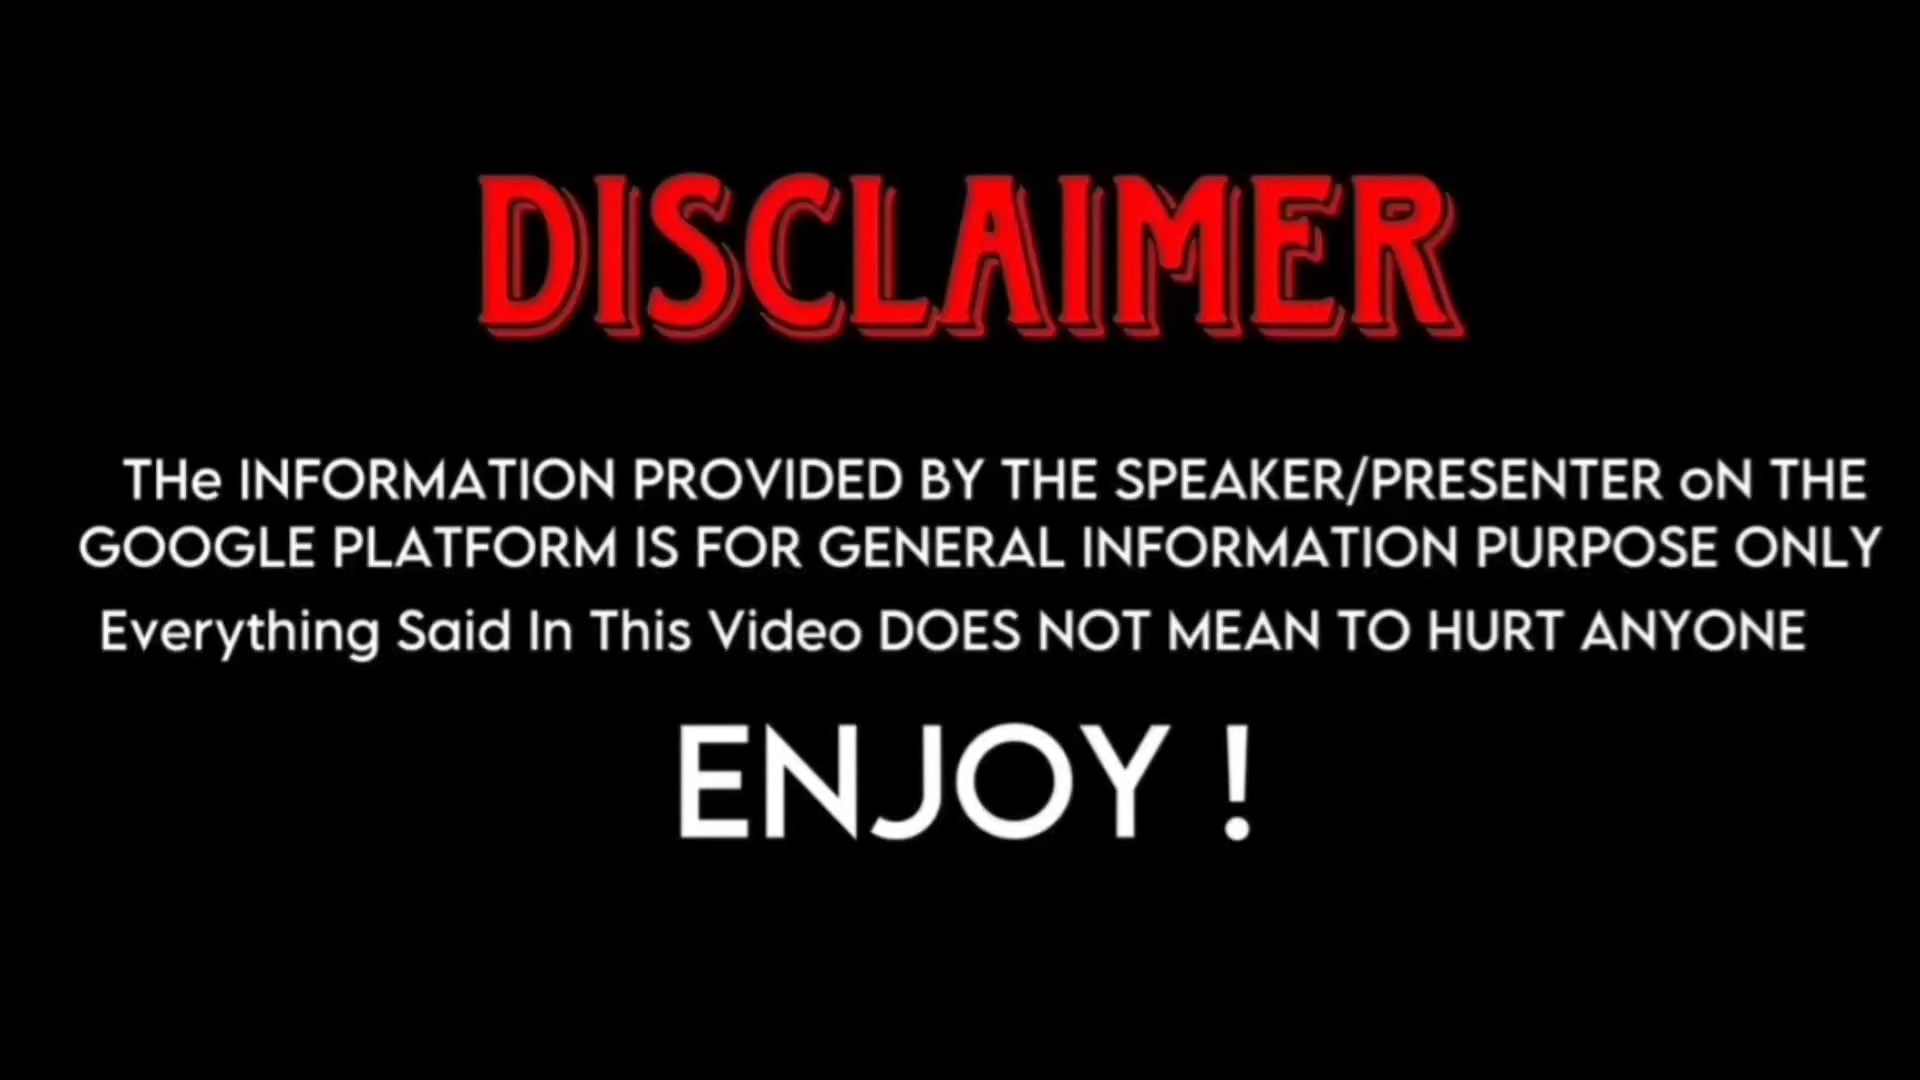 DISCLAIMER
THe INFORMATION PROVIDED BY THE SPEAKER/PRESENTER oN THE
GOOGLE PLATFORM IS FOR GENERAL INFORMATION PURPOSE ONLY
Everything Said In This Video DOES NOT MEAN TO HURT ANYONE
ENJOY !